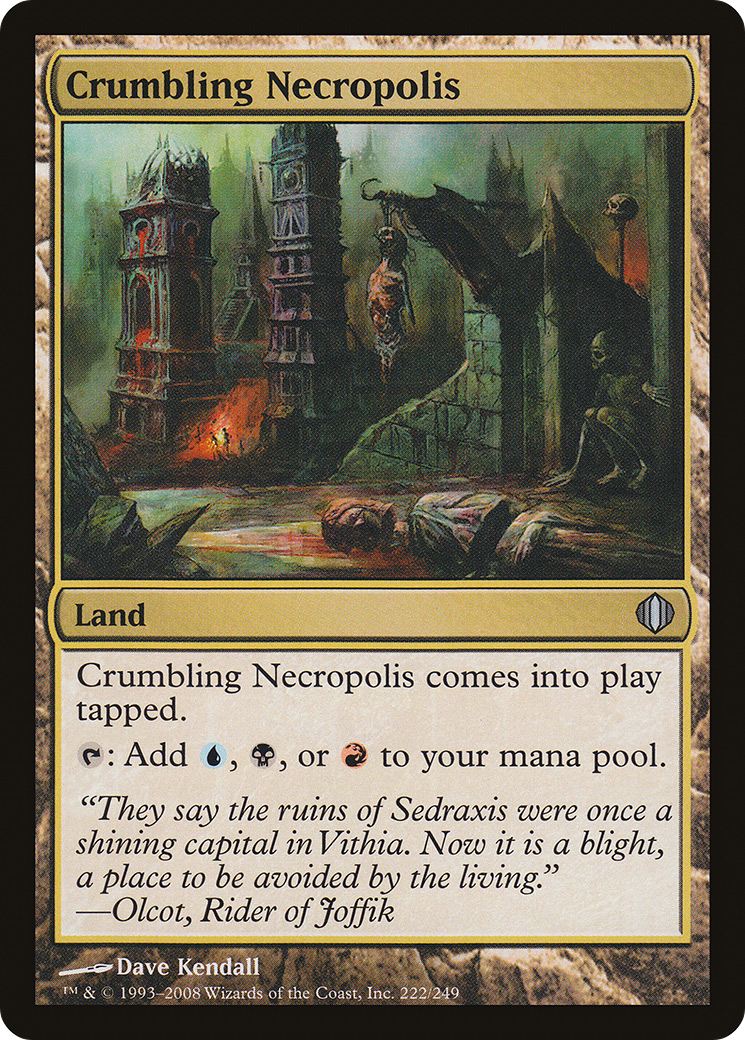 Crumbling Necropolis
Land
Crumbling Necropolis comes into play
tapped.
: Add , , or to your mana pool.
“They say the ruins of Sedraxis were once a
shining capital in Vithia. Now it is a blight,
a place to be avoided by the living.”
—Olcot, Rider of Joffik
Dave Kendall
™ & © 1993–2008 Wizards of the Coast, Inc. 222/249